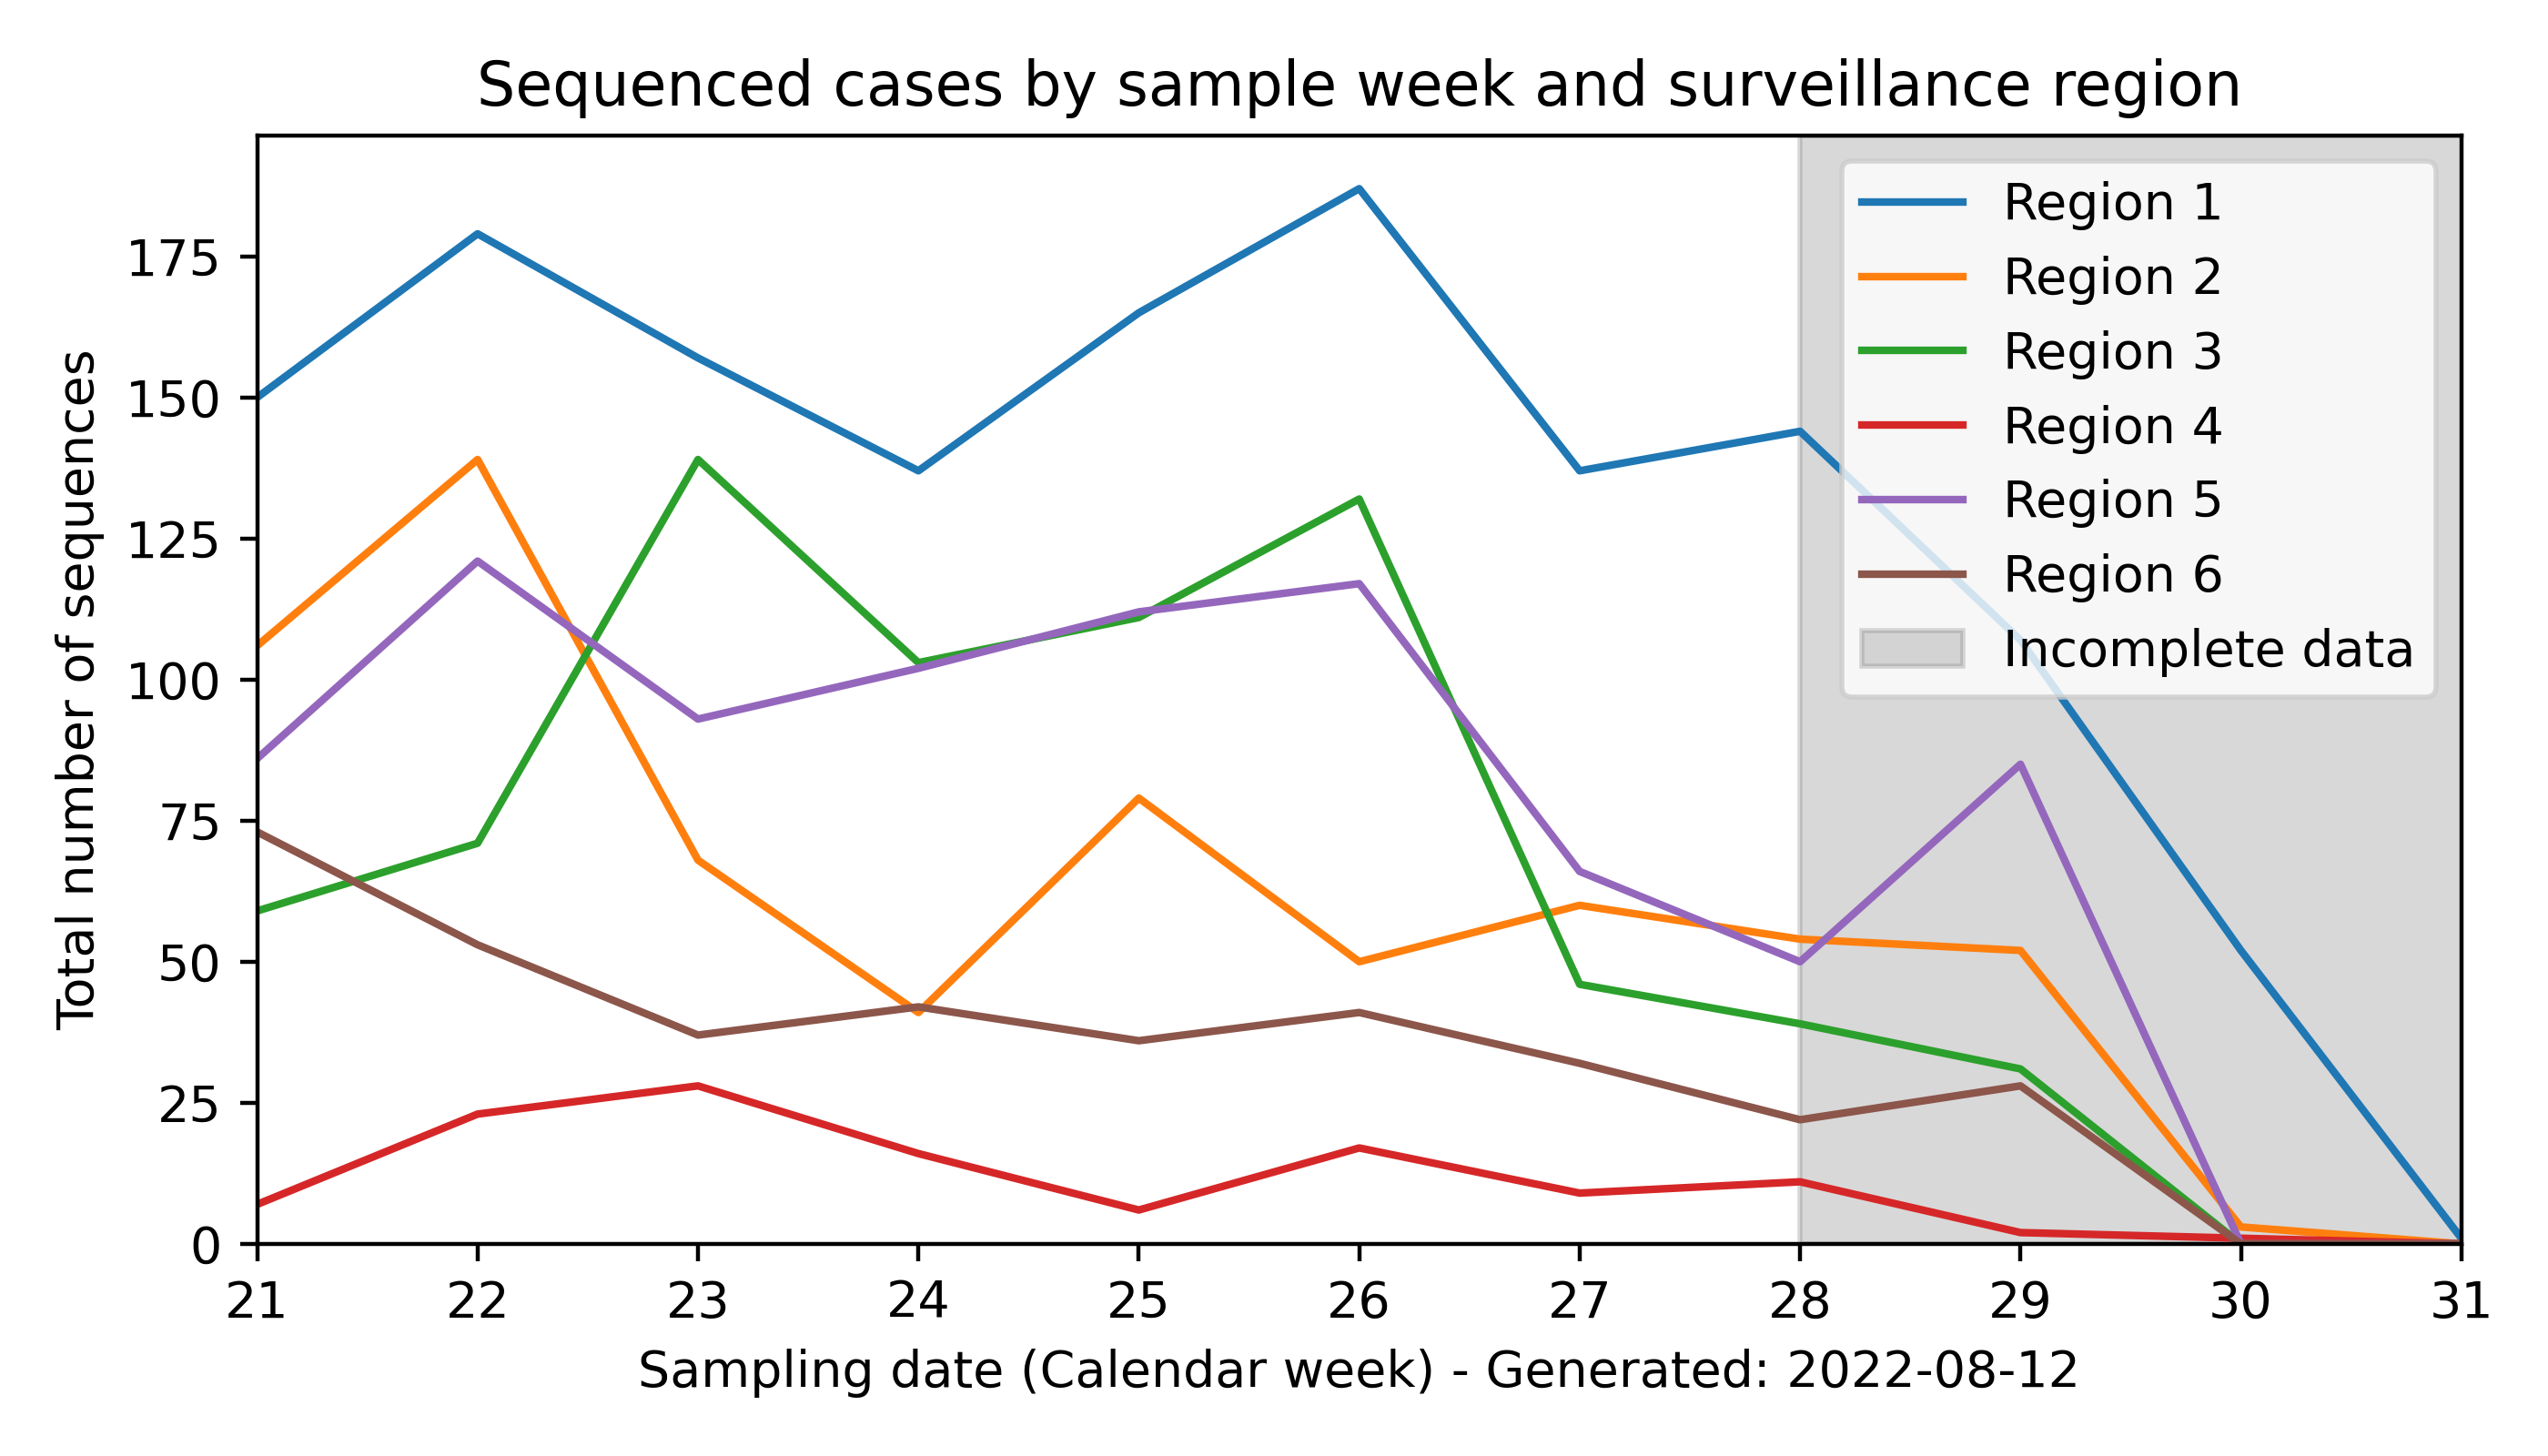 Sequenced cases by sample week and surveillance region
Total number of sequences
175
150
125
100
75
50
25
0
21 22 23 24 25 26 27 28 29 30 31
Sampling date (Calendar week) - Generated: 2022-08-12
Region 1
Region 2
Region 3
Region 4
Region 5
Region 6
Incomplete data